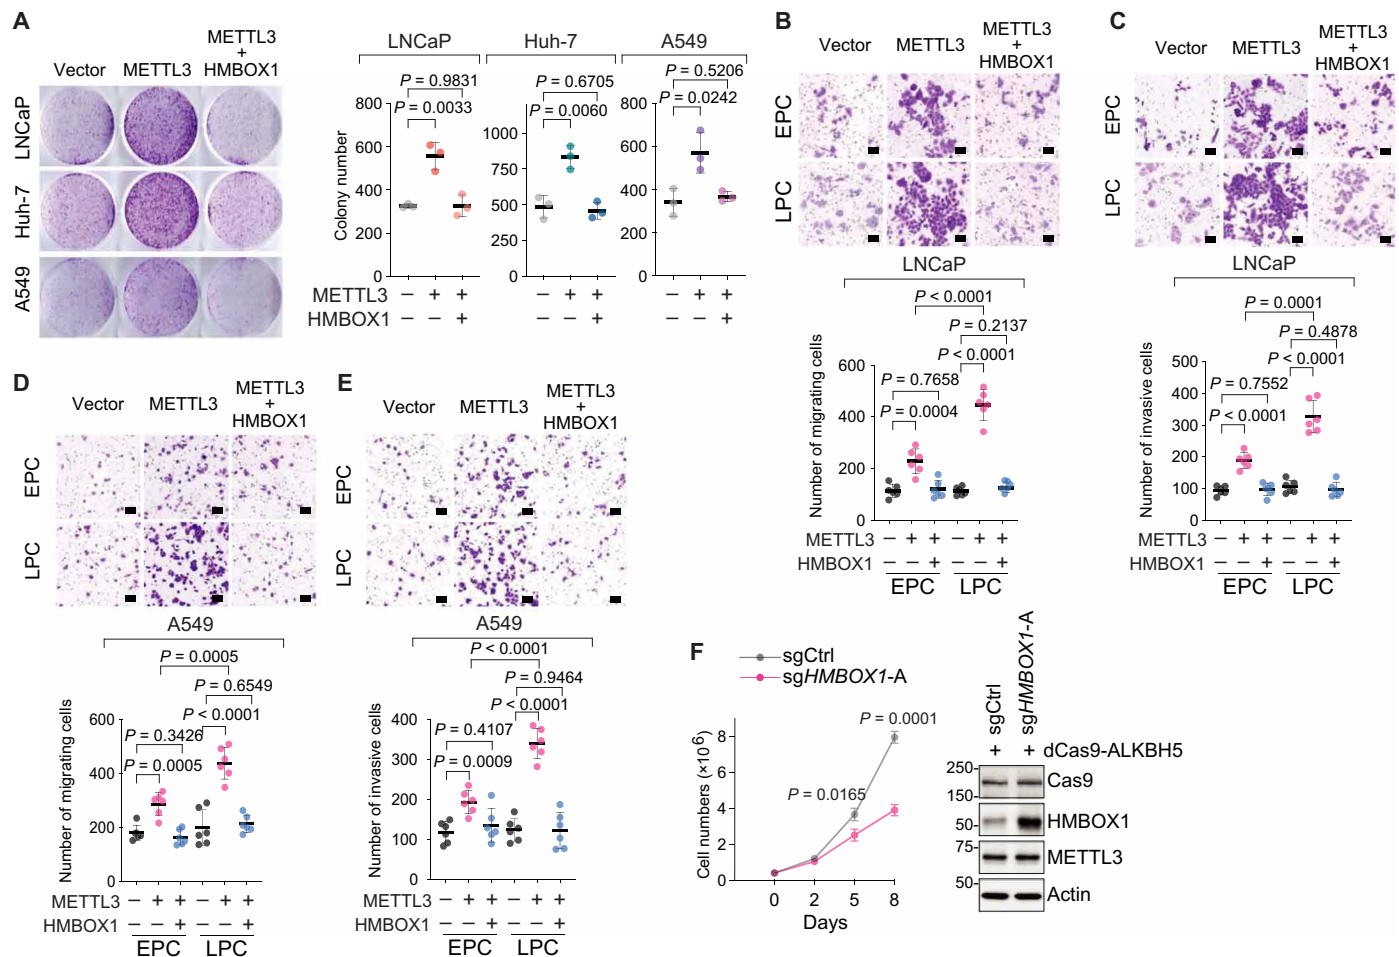 A
Vector METTL3 METTL3 + HMBOX1
LNCaP
Huh-7
A549
LNCaP Huh-7 A549
P = 0.9831 P = 0.6705 P = 0.5206
P = 0.0033 P = 0.0060 P = 0.0242
Colony number
800 600 400 200 0
1000 750 500 250 0
800 600 400 200 0
METTL3 − + + − + + − + +
HMBOX1 − − + − − + − − +
B
Vector METTL3 METTL3 + HMBOX1
EPC
LPC
LNCaP
P < 0.0001
P = 0.2137
P < 0.0001
P = 0.7658
P = 0.0004
Number of migrating cells
600 400 200 0
METTL3 − + + − + +
HMBOX1 − − + − − +
EPC LPC
C
Vector METTL3 METTL3 + HMBOX1
EPC
LPC
LNCaP
P = 0.0001
P = 0.4878
P < 0.0001
P = 0.7552
P < 0.0001
Number of invasive cells
500 400 300 200 100 0
METTL3 − + + − + +
HMBOX1 − − + − − +
EPC LPC
D
Vector METTL3 METTL3 + HMBOX1
EPC
LPC
A549
P = 0.0005
P = 0.6549
P < 0.0001
P = 0.3426
P = 0.0005
Number of migrating cells
600 400 200 0
METTL3 − + + − + +
HMBOX1 − − + − − +
EPC LPC
E
Vector METTL3 METTL3 + HMBOX1
EPC
LPC
A549
P < 0.0001
P = 0.9464
P < 0.0001
P = 0.4107
P = 0.0009
Number of invasive cells
400 300 200 100 0
METTL3 − + + − + +
HMBOX1 − − + − − +
EPC LPC
F
sgCtrl
sgHMBOX1-A
P = 0.0001
P = 0.0165
Cell numbers (×10⁶)
8 6 4 2 0
0 2 5 8
Days
sgCtrl sgHMBOX1-A
+ + dCas9-ALKBH5
250 150 Cas9
50 HMBOX1
75 METTL3
50 Actin